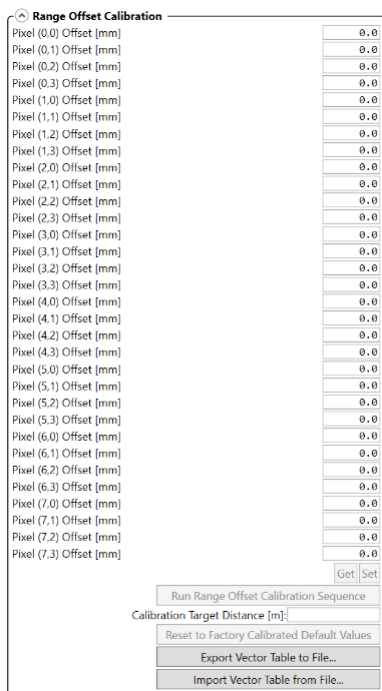 Range Offset Calibration
Pixel (0,0) Offset [mm] 0.0
Pixel (0,1) Offset [mm] 0.0
Pixel (0,2) Offset [mm] 0.0
Pixel (0,3) Offset [mm] 0.0
Pixel (1,0) Offset [mm] 0.0
Pixel (1,1) Offset [mm] 0.0
Pixel (1,2) Offset [mm] 0.0
Pixel (1,3) Offset [mm] 0.0
Pixel (2,0) Offset [mm] 0.0
Pixel (2,1) Offset [mm] 0.0
Pixel (2,2) Offset [mm] 0.0
Pixel (2,3) Offset [mm] 0.0
Pixel (3,0) Offset [mm] 0.0
Pixel (3,1) Offset [mm] 0.0
Pixel (3,2) Offset [mm] 0.0
Pixel (3,3) Offset [mm] 0.0
Pixel (4,0) Offset [mm] 0.0
Pixel (4,1) Offset [mm] 0.0
Pixel (4,2) Offset [mm] 0.0
Pixel (4,3) Offset [mm] 0.0
Pixel (5,0) Offset [mm] 0.0
Pixel (5,1) Offset [mm] 0.0
Pixel (5,2) Offset [mm] 0.0
Pixel (5,3) Offset [mm] 0.0
Pixel (6,0) Offset [mm] 0.0
Pixel (6,1) Offset [mm] 0.0
Pixel (6,2) Offset [mm] 0.0
Pixel (6,3) Offset [mm] 0.0
Pixel (7,0) Offset [mm] 0.0
Pixel (7,1) Offset [mm] 0.0
Pixel (7,2) Offset [mm] 0.0
Pixel (7,3) Offset [mm] 0.0
Get Set
Run Range Offset Calibration Sequence
Calibration Target Distance [m]:
Reset to Factory Calibrated Default Values
Export Vector Table to File...
Import Vector Table from File...